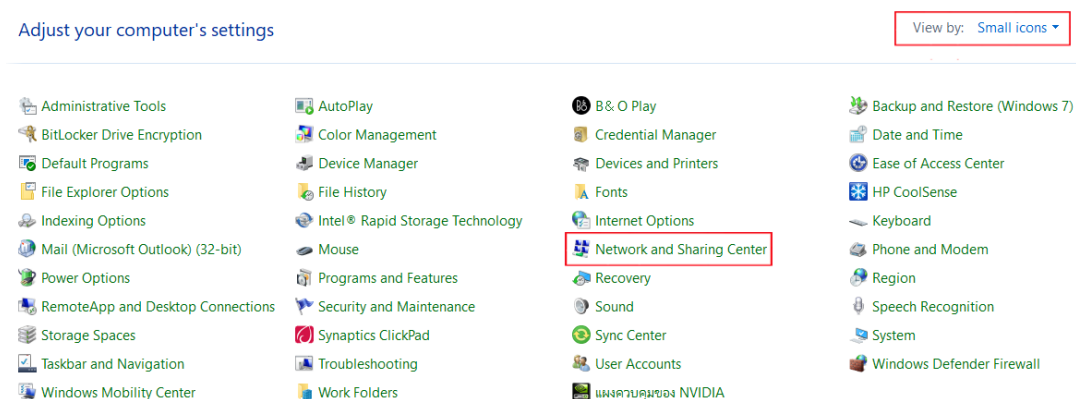 Adjust your computer's settings
View by: Small icons
Administrative Tools
AutoPlay
B& O Play
Backup and Restore (Windows 7)
BitLocker Drive Encryption
Color Management
Credential Manager
Date and Time
Default Programs
Device Manager
Devices and Printers
Ease of Access Center
File Explorer Options
File History
Fonts
HP CoolSense
Indexing Options
Intel® Rapid Storage Technology
Internet Options
Keyboard
Mail (Microsoft Outlook) (32-bit)
Mouse
Network and Sharing Center
Phone and Modem
Power Options
Programs and Features
Recovery
Region
RemoteApp and Desktop Connections
Security and Maintenance
Sound
Speech Recognition
Storage Spaces
Synaptics ClickPad
Sync Center
System
Taskbar and Navigation
Troubleshooting
User Accounts
Windows Defender Firewall
Windows Mobility Center
Work Folders
แผงควบคุมของ NVIDIA